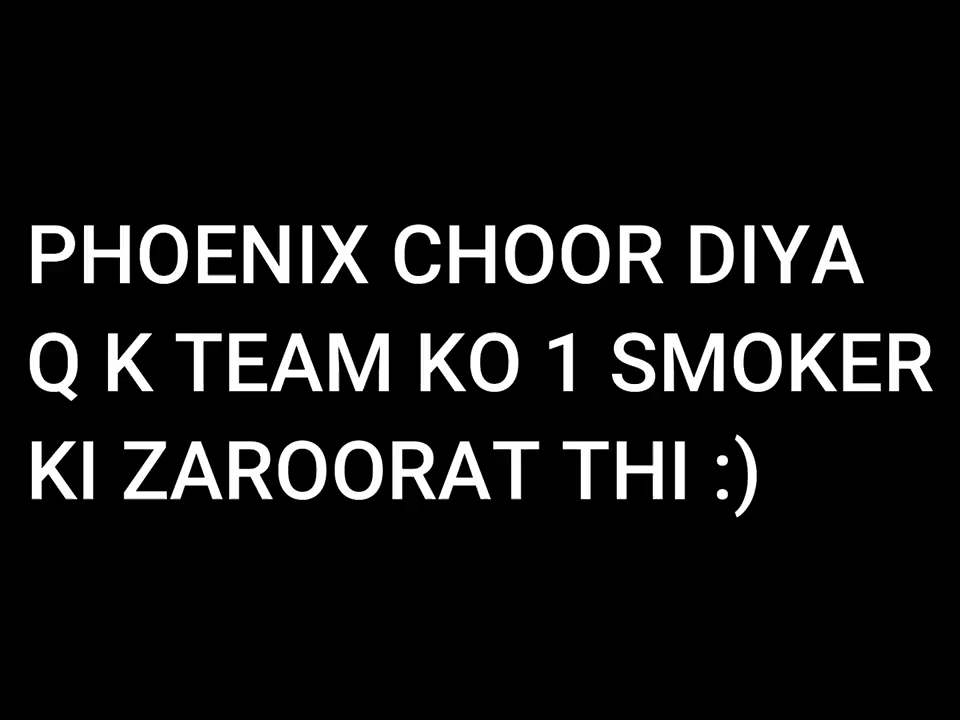 PHOENIX CHOOR DIYA
Q K TEAM KO 1 SMOKER
KI ZAROORAT THI :)